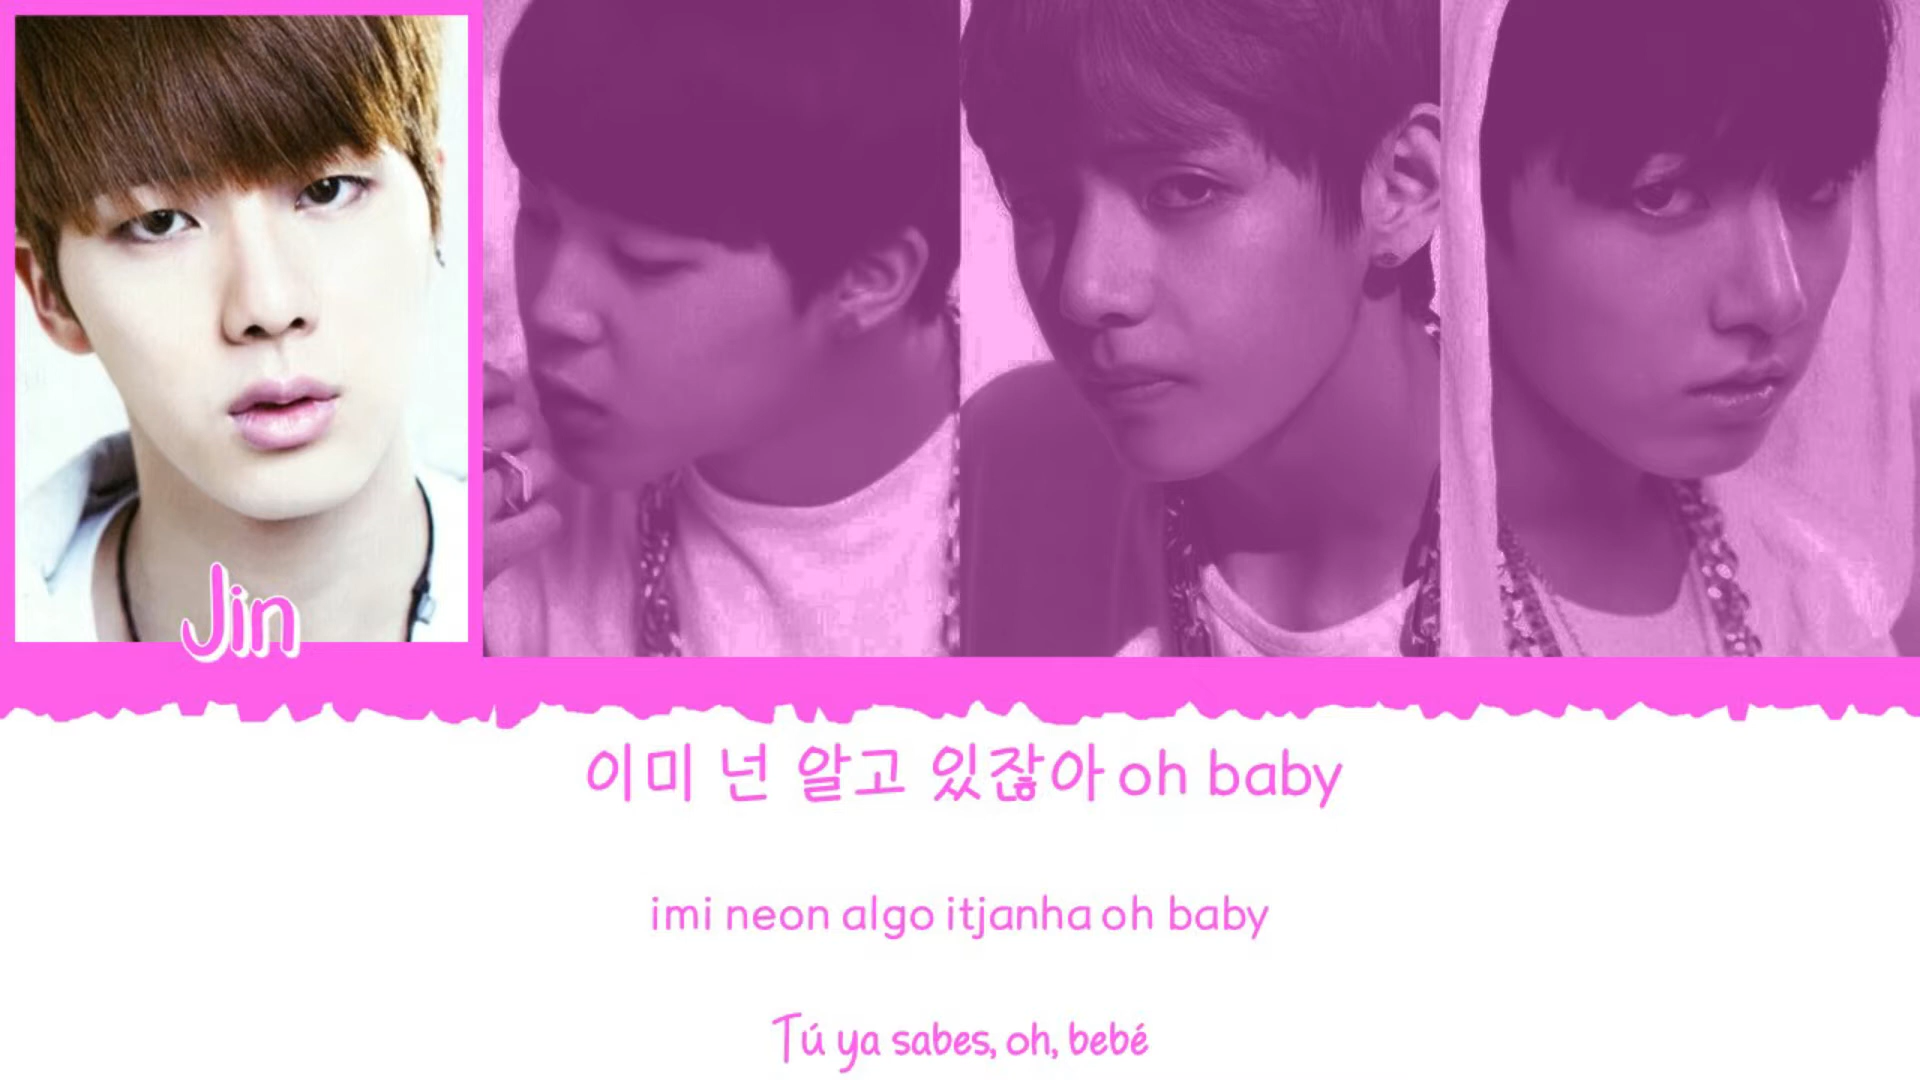 Jin
이미 넌 알고 있잖아 oh baby
imi neon algo itjanha oh baby
Tú ya sabes, oh, bebé